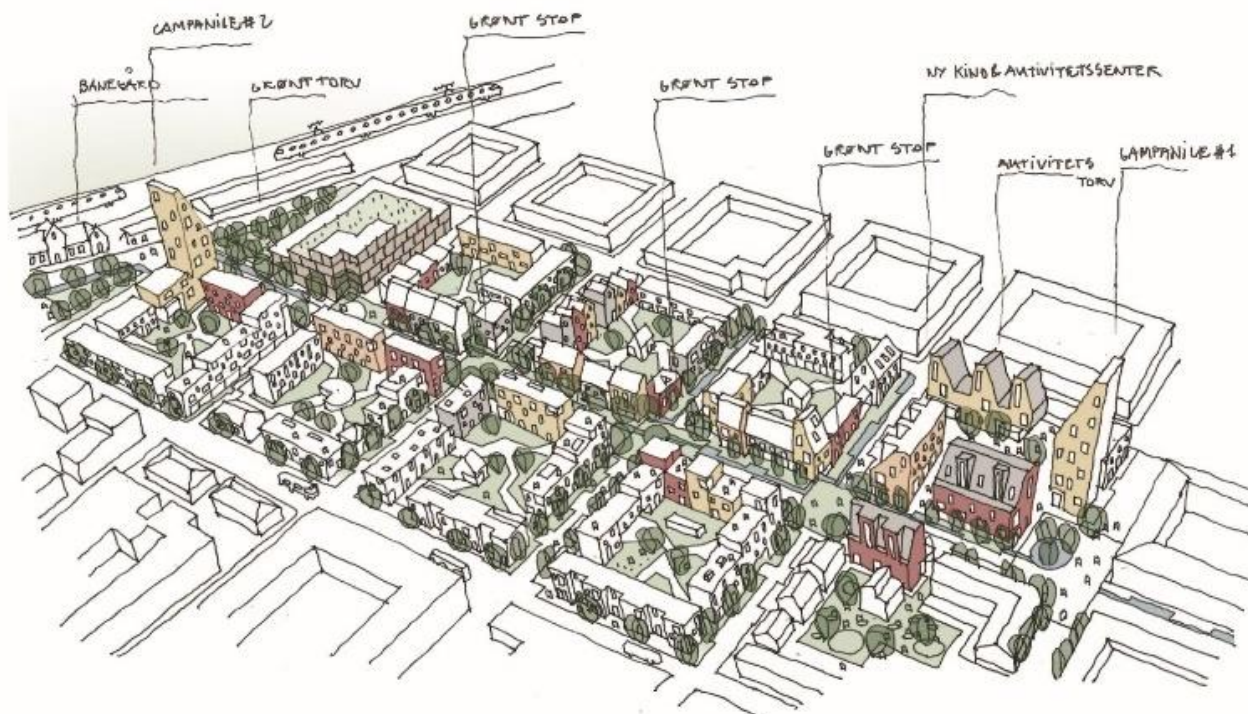 CAMPANILE #2
GRØNT STOP
BANEGÅRD
GRØNT TORV
GRØNT STOP
NY KINO & AKTIVITETSSENTER
GRØNT STOP
AKTIVITETS
TORV
CAMPANILE #1